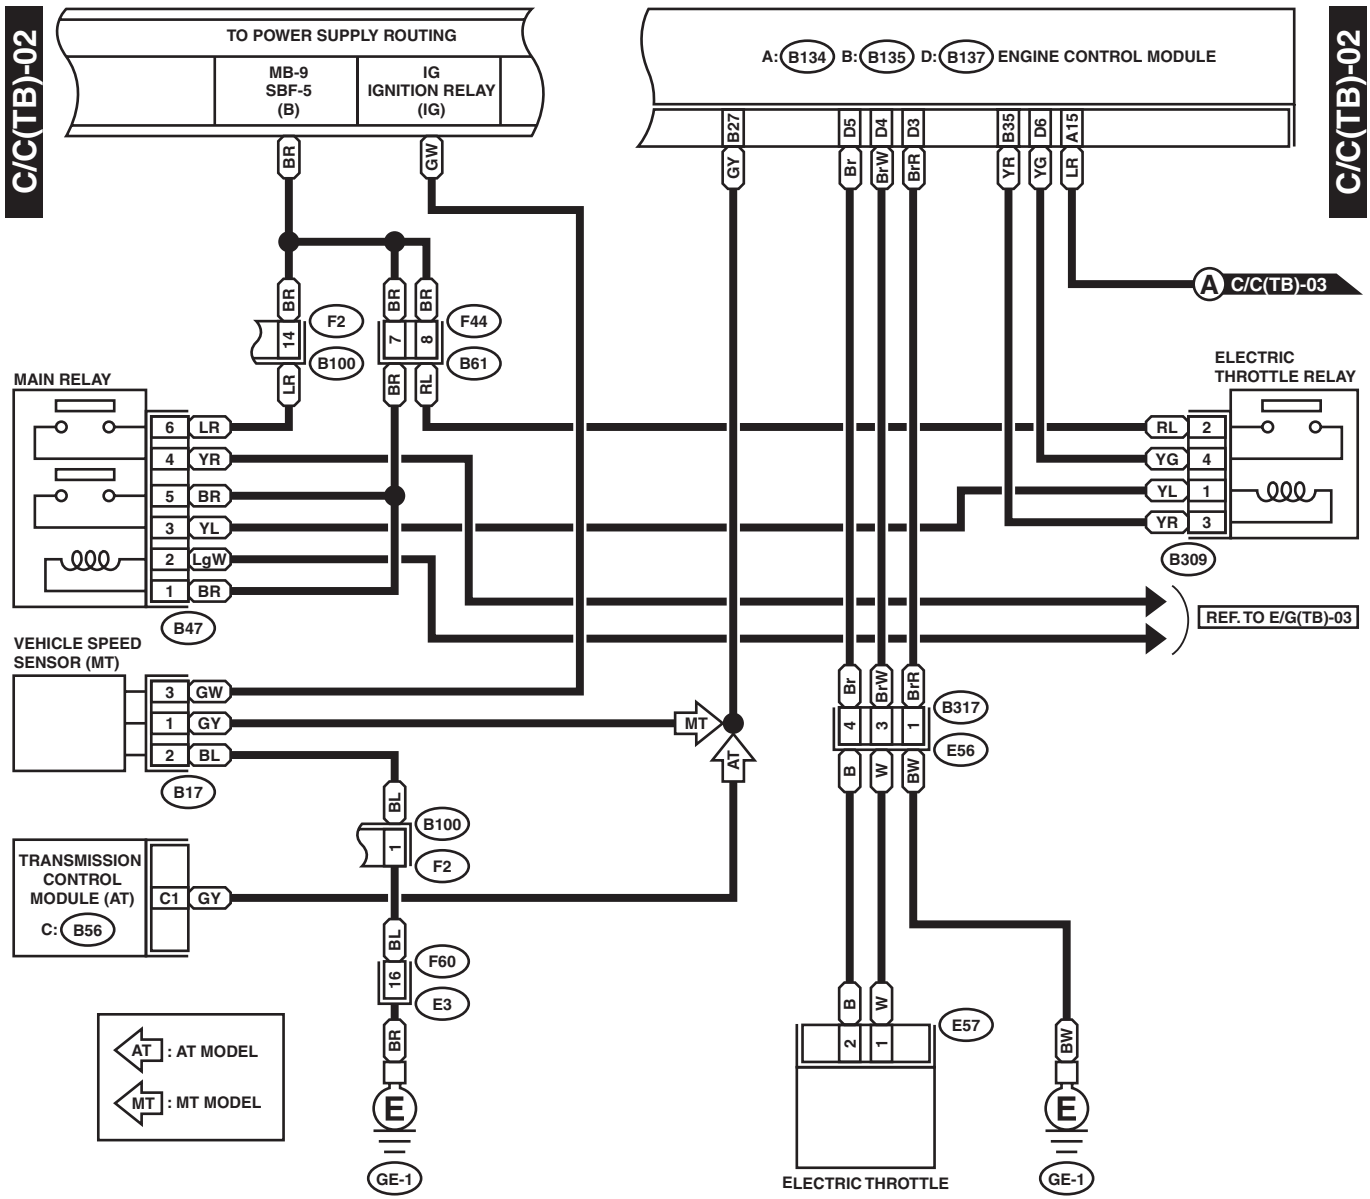 C/C(TB)-02
C/C(TB)-02
TO POWER SUPPLY ROUTING
MB-9
SBF-5
(B)
IG
IGNITION RELAY
(IG)
A: B134 B: B135 D: B137 ENGINE CONTROL MODULE
B27
D5
D4
D3
B35
D6
A15
BR
GW
GY
Br
BrW
BrR
YR
YG
LR
A C/C(TB)-03
BR
BR
BR
14
7
8
F2
B100
F44
B61
LR
BR
RL
MAIN RELAY
6 LR
4 YR
5 BR
3 YL
2 LgW
1 BR
B47
ELECTRIC
THROTTLE RELAY
RL 2
YG 4
YL 1
YR 3
B309
REF. TO E/G(TB)-03
VEHICLE SPEED
SENSOR (MT)
3 GW
1 GY
2 BL
B17
MT
AT
Br
BrW
BrR
4
3
1
B317
E56
B
W
BW
BL
1
B100
F2
TRANSMISSION
CONTROL
MODULE (AT)
C: B56
C1 GY
BL
16
F60
E3
BR
E
GE-1
AT : AT MODEL
MT : MT MODEL
B
W
2
1
E57
ELECTRIC THROTTLE
BW
E
GE-1